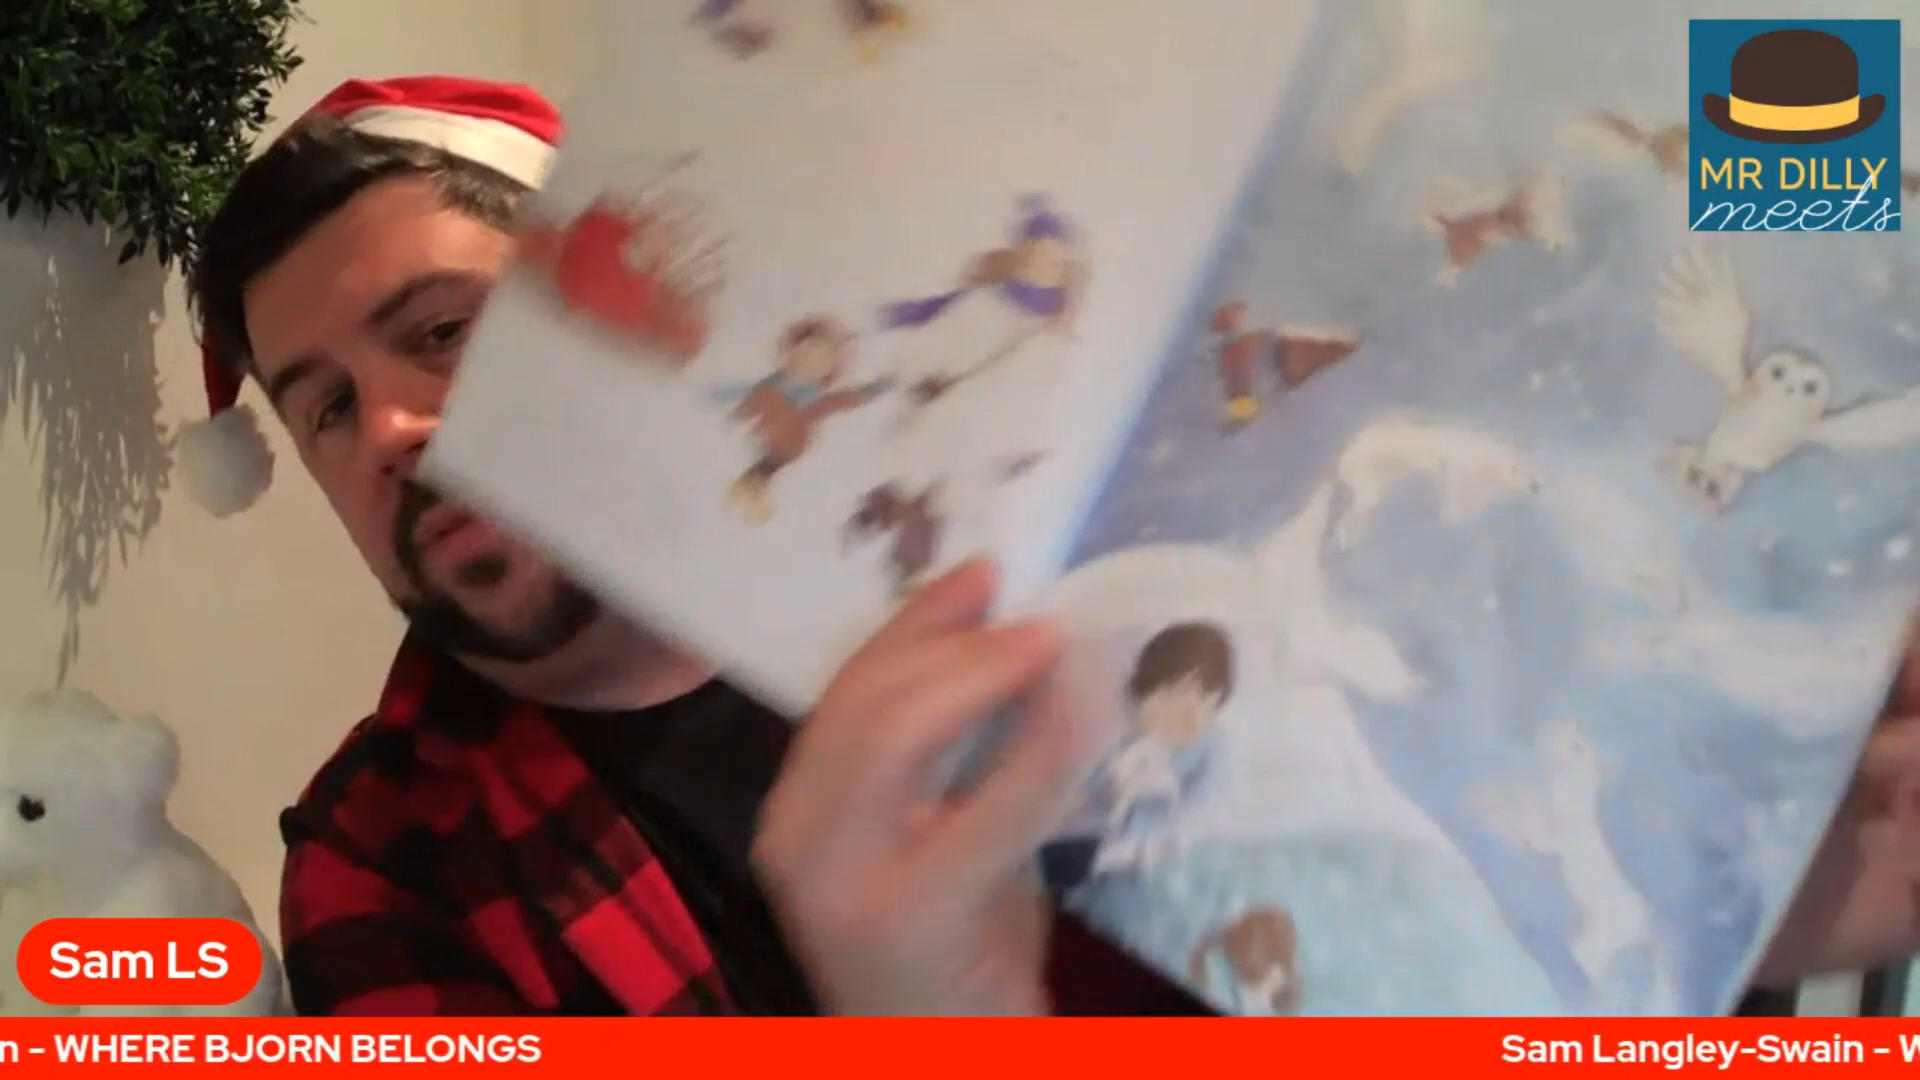 MR DILLY
meets
Sam LS
n - WHERE BJORN BELONGS
Sam Langley-Swain - W